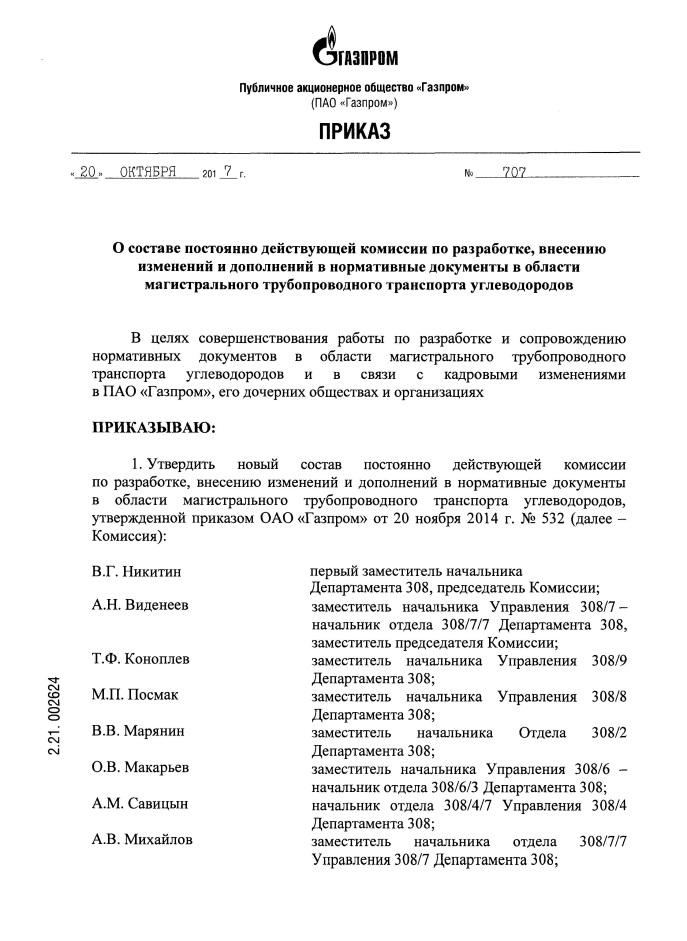 ГАЗПРОМ
Публичное акционерное общество «Газпром»
(ПАО «Газпром»)
ПРИКАЗ
«20» ОКТЯБРЯ 2017 г. № 707
О составе постоянно действующей комиссии по разработке, внесению
изменений и дополнений в нормативные документы в области
магистрального трубопроводного транспорта углеводородов
В целях совершенствования работы по разработке и сопровождению
нормативных документов в области магистрального трубопроводного
транспорта углеводородов и в связи с кадровыми изменениями
в ПАО «Газпром», его дочерних обществах и организациях
ПРИКАЗЫВАЮ:
1. Утвердить новый состав постоянно действующей комиссии
по разработке, внесению изменений и дополнений в нормативные документы
в области магистрального трубопроводного транспорта углеводородов,
утвержденной приказом ОАО «Газпром» от 20 ноября 2014 г. № 532 (далее –
Комиссия):
В.Г. Никитин первый заместитель начальника
Департамента 308, председатель Комиссии;
А.Н. Виденеев заместитель начальника Управления 308/7 –
начальник отдела 308/7/7 Департамента 308,
заместитель председателя Комиссии;
Т.Ф. Коноплев заместитель начальника Управления 308/9
Департамента 308;
М.П. Посмак заместитель начальника Управления 308/8
Департамента 308;
В.В. Марянин заместитель начальника Отдела 308/2
Департамента 308;
О.В. Макарьев заместитель начальника Управления 308/6 –
начальник отдела 308/6/3 Департамента 308;
А.М. Савицын начальник отдела 308/4/7 Управления 308/4
Департамента 308;
А.В. Михайлов заместитель начальника отдела 308/7/7
Управления 308/7 Департамента 308;
2.21. 002624